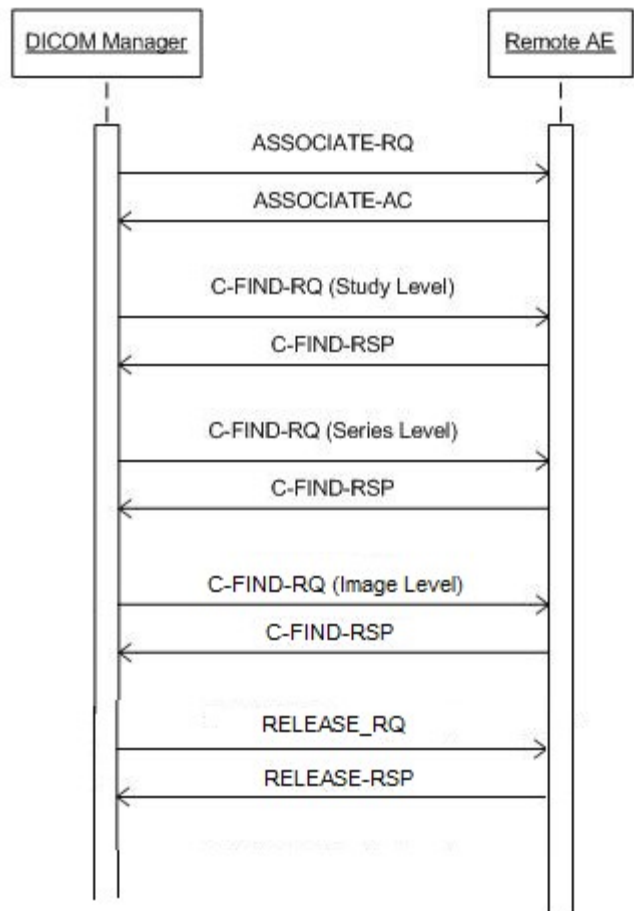 DICOM Manager
Remote AE
ASSOCIATE-RQ
ASSOCIATE-AC
C-FIND-RQ (Study Level)
C-FIND-RSP
C-FIND-RQ (Series Level)
C-FIND-RSP
C-FIND-RQ (Image Level)
C-FIND-RSP
RELEASE_RQ
RELEASE-RSP